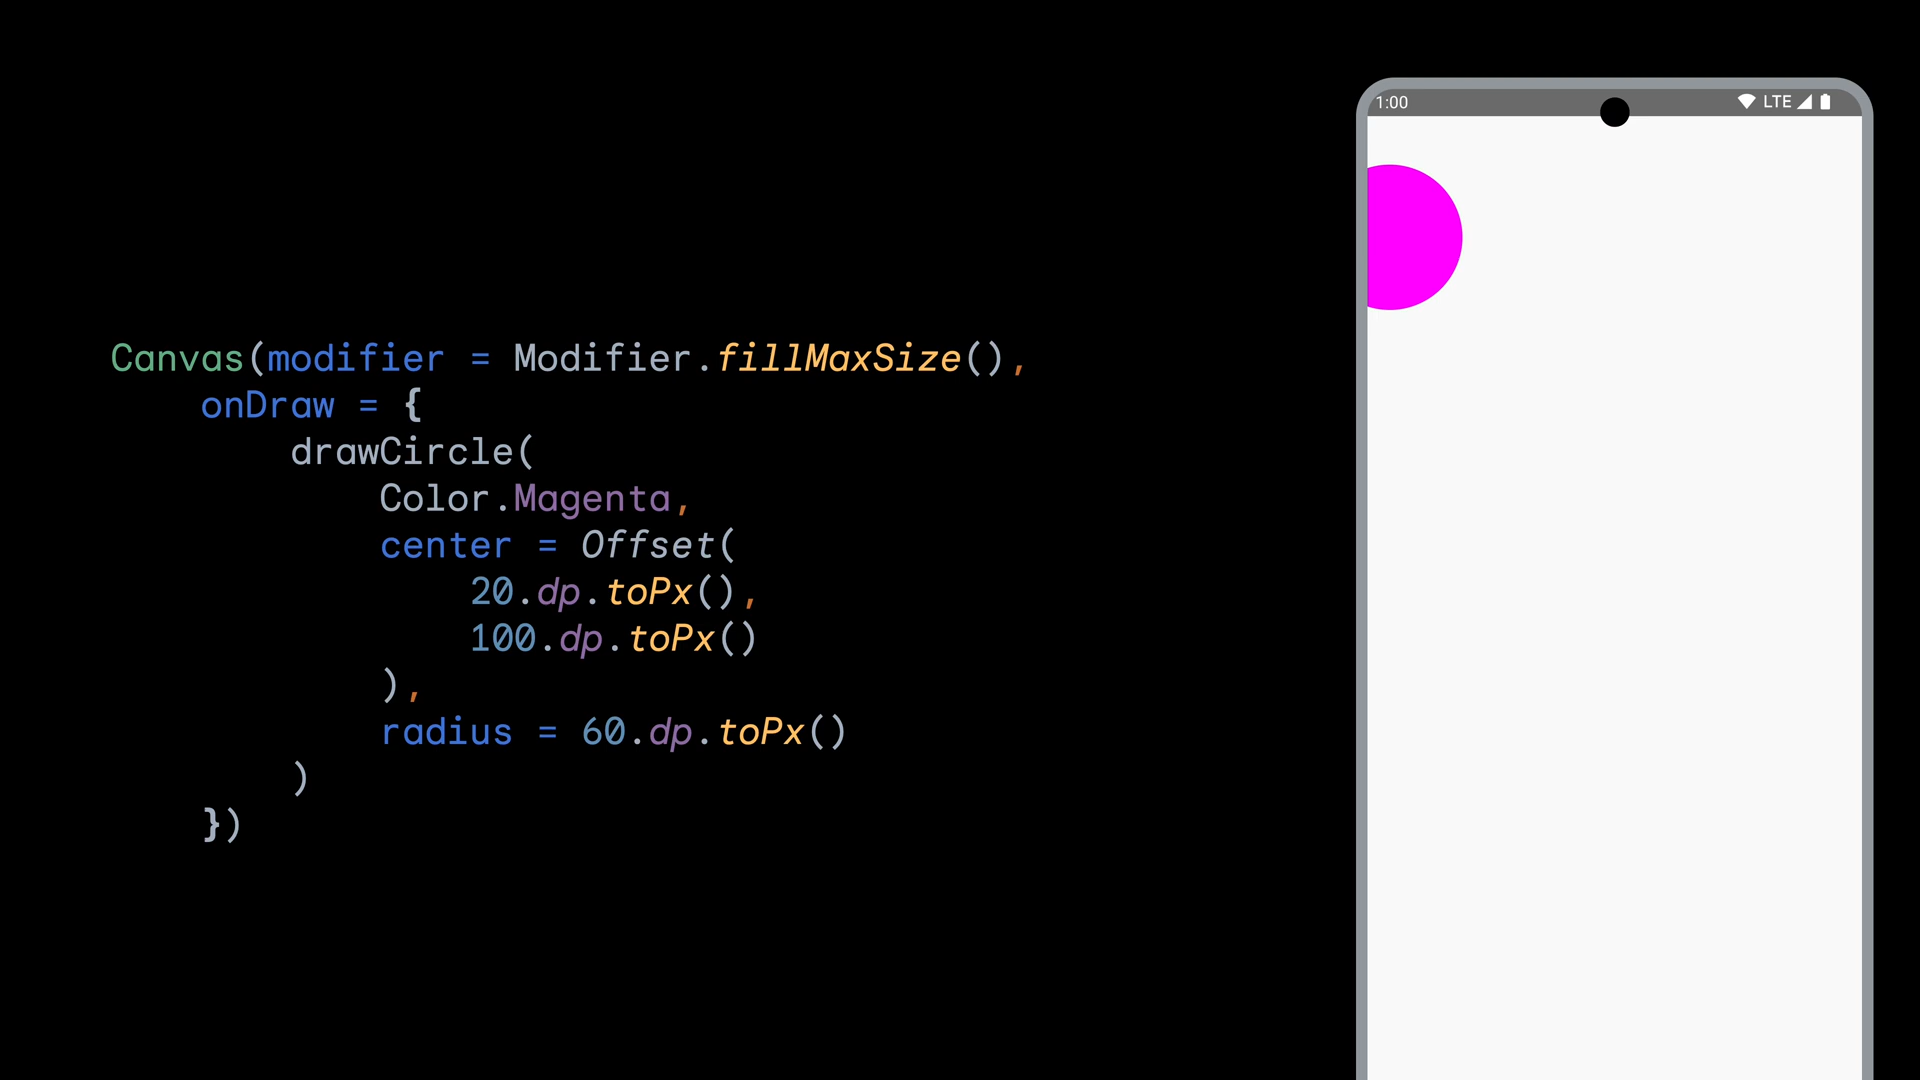 Canvas(modifier = Modifier.fillMaxSize(),
onDraw = {
drawCircle(
Color.Magenta,
center = Offset(
20.dp.toPx(),
100.dp.toPx()
),
radius = 60.dp.toPx()
)
})
1:00
LTE